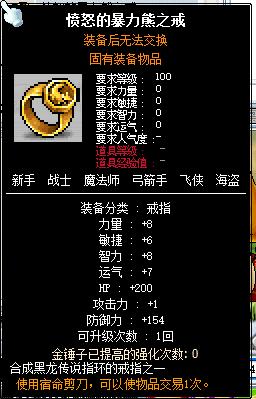 愤怒的暴力熊之戒
装备后无法交换
固有装备物品
要求等级: 100
要求力量: 0
要求敏捷: 0
要求智力: 0
要求运气: 0
要求人气度: -
道具等级: -
道具经验值: -
新手 战士 魔法师 弓箭手 飞侠 海盗
装备分类: 戒指
力量: +8
敏捷: +6
智力: +8
运气: +7
HP: +200
攻击力: +1
防御力: +154
可升级次数: 1回
金锤子已提高的强化次数: 0
合成黑龙传说指环的戒指之一
使用宿命剪刀，可以使物品交易1次。